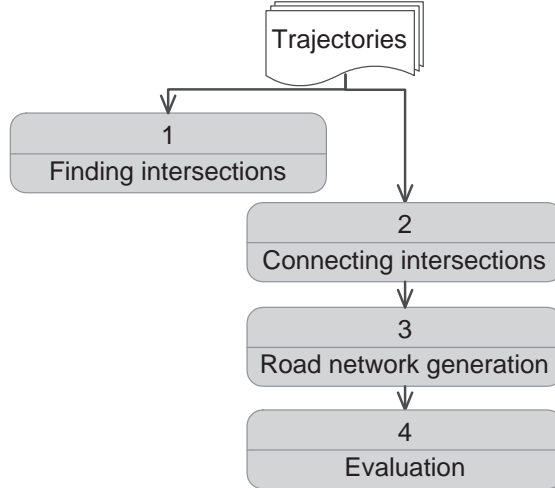 Trajectories
1
Finding intersections
2
Connecting intersections
3
Road network generation
4
Evaluation